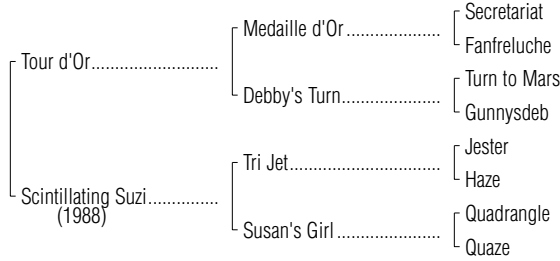 Secretariat
Medaille d'Or........................
Fanfreluche
Tour d'Or................................
Turn to Mars
Debby's Turn.........................
Gunnysdeb
Jester
Tri Jet......................................
Haze
Scintillating Suzi..................
(1988)
Quadrangle
Susan's Girl..........................
Quaze